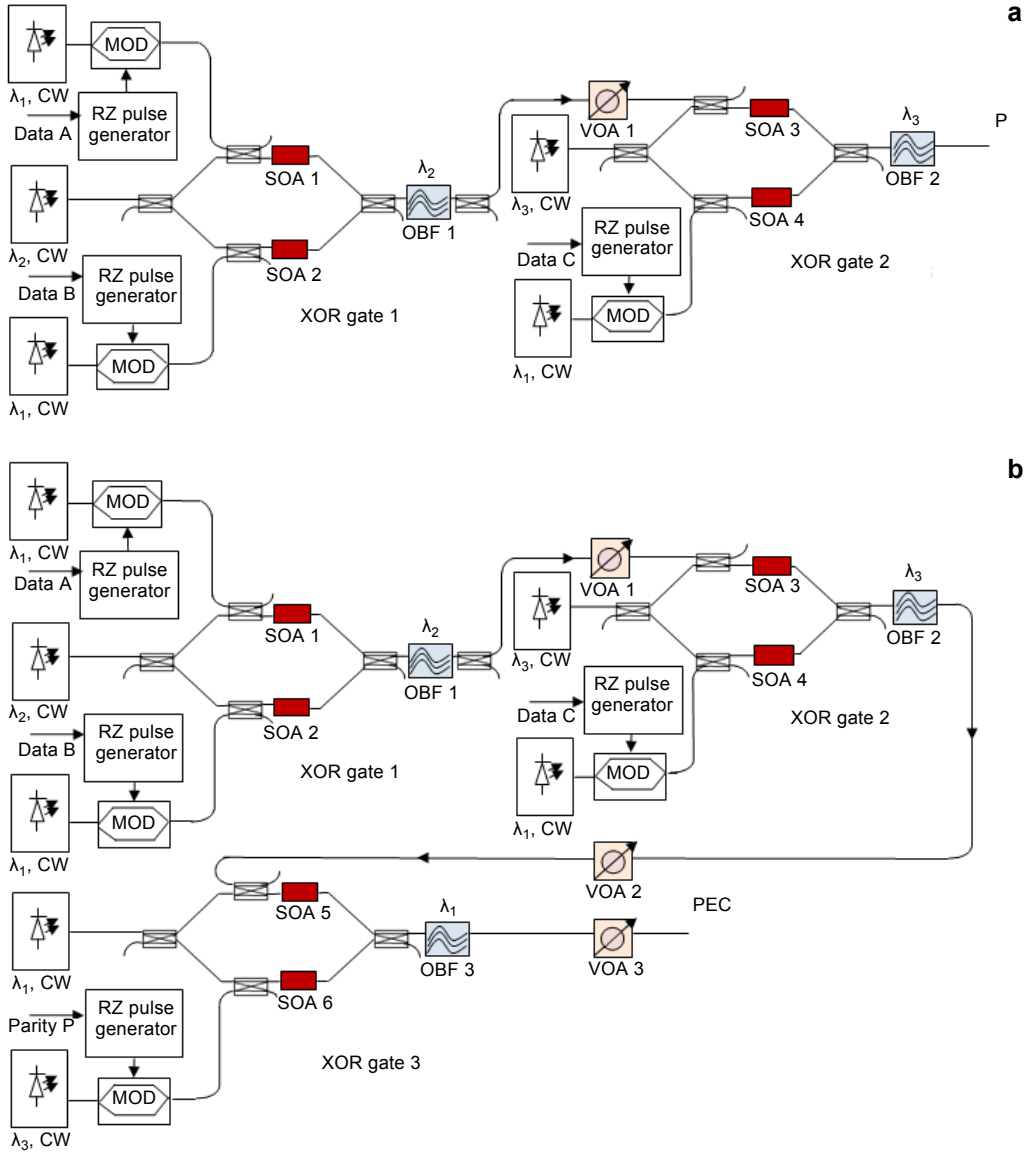 a
MOD
λ1, CW
Data A
RZ pulse
generator
SOA 1
λ2, CW
λ2
OBF 1
SOA 2
Data B
RZ pulse
generator
XOR gate 1
MOD
λ1, CW
VOA 1
SOA 3
λ3
P
OBF 2
λ3, CW
SOA 4
Data C
RZ pulse
generator
XOR gate 2
MOD
λ1, CW
b
MOD
λ1, CW
Data A
RZ pulse
generator
SOA 1
λ2, CW
λ2
OBF 1
SOA 2
Data B
RZ pulse
generator
XOR gate 1
MOD
λ1, CW
VOA 1
SOA 3
λ3
OBF 2
λ3, CW
SOA 4
Data C
RZ pulse
generator
XOR gate 2
MOD
λ1, CW
VOA 2
SOA 5
λ1
PEC
OBF 3
VOA 3
λ1, CW
SOA 6
Parity P
RZ pulse
generator
XOR gate 3
MOD
λ3, CW